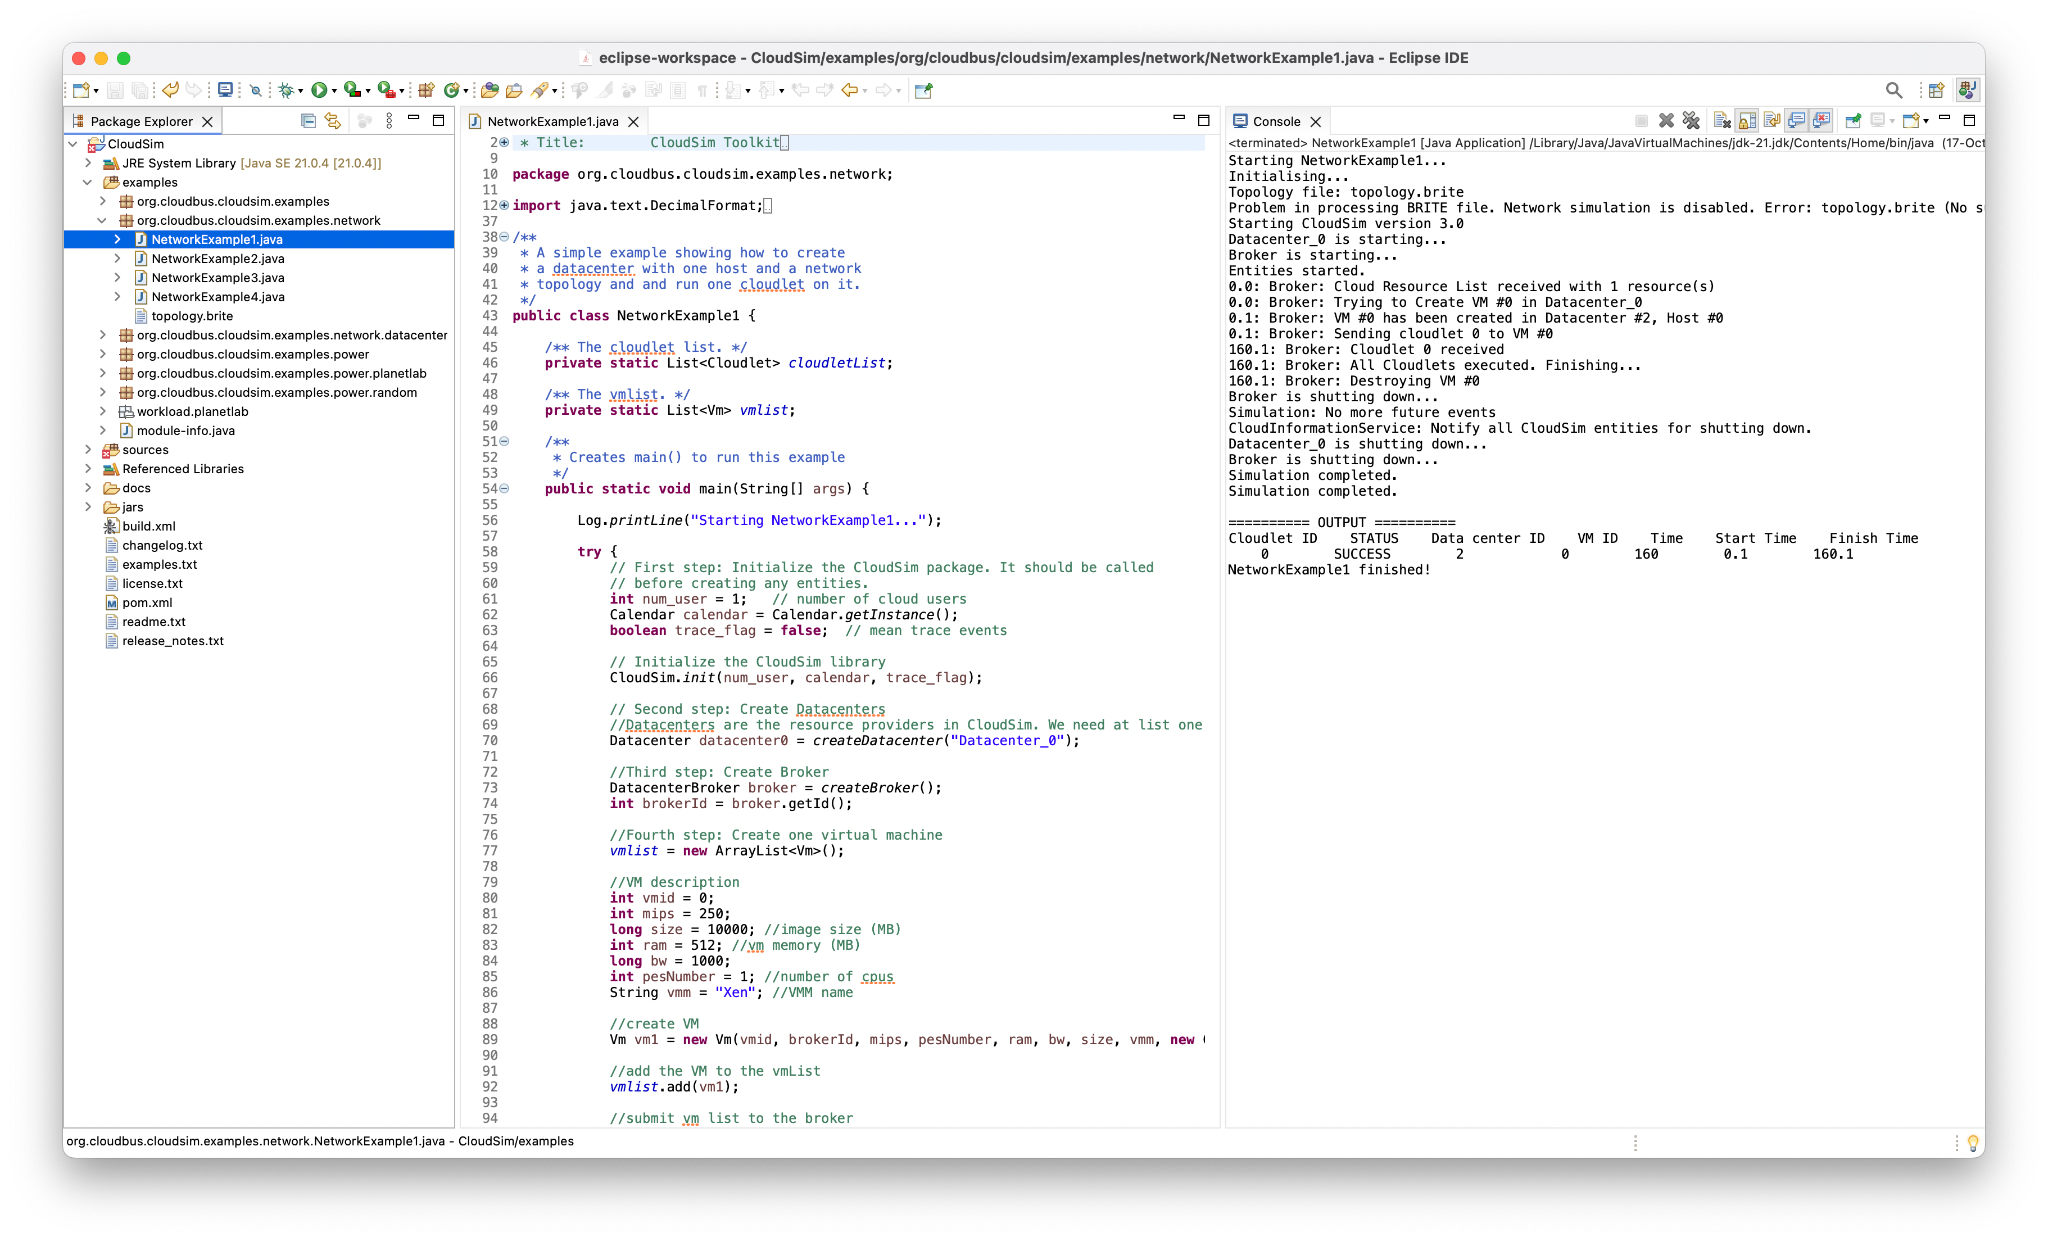 eclipse-workspace - CloudSim/examples/org/cloudbus/cloudsim/examples/network/NetworkExample1.java - Eclipse IDE
Package Explorer
CloudSim
JRE System Library [Java SE 21.0.4 [21.0.4]]
examples
org.cloudbus.cloudsim.examples
org.cloudbus.cloudsim.examples.network
NetworkExample1.java
NetworkExample2.java
NetworkExample3.java
NetworkExample4.java
topology.brite
org.cloudbus.cloudsim.examples.network.datacenter
org.cloudbus.cloudsim.examples.power
org.cloudbus.cloudsim.examples.power.planetlab
org.cloudbus.cloudsim.examples.power.random
workload.planetlab
module-info.java
sources
Referenced Libraries
docs
jars
build.xml
changelog.txt
examples.txt
license.txt
pom.xml
readme.txt
release_notes.txt
NetworkExample1.java
2 * Title:        CloudSim Toolkit
9
10 package org.cloudbus.cloudsim.examples.network;
11
12 import java.text.DecimalFormat;
37
38 /**
39  * A simple example showing how to create
40  * a datacenter with one host and a network
41  * topology and and run one cloudlet on it.
42  */
43 public class NetworkExample1 {
44
45     /** The cloudlet list. */
46     private static List<Cloudlet> cloudletList;
47
48     /** The vmlist. */
49     private static List<Vm> vmlist;
50
51     /**
52      * Creates main() to run this example
53      */
54     public static void main(String[] args) {
55
56         Log.printLine("Starting NetworkExample1...");
57
58         try {
59             // First step: Initialize the CloudSim package. It should be called
60             // before creating any entities.
61             int num_user = 1;   // number of cloud users
62             Calendar calendar = Calendar.getInstance();
63             boolean trace_flag = false;  // mean trace events
64
65             // Initialize the CloudSim library
66             CloudSim.init(num_user, calendar, trace_flag);
67
68             // Second step: Create Datacenters
69             //Datacenters are the resource providers in CloudSim. We need at list one
70             Datacenter datacenter0 = createDatacenter("Datacenter_0");
71
72             //Third step: Create Broker
73             DatacenterBroker broker = createBroker();
74             int brokerId = broker.getId();
75
76             //Fourth step: Create one virtual machine
77             vmlist = new ArrayList<Vm>();
78
79             //VM description
80             int vmid = 0;
81             int mips = 250;
82             long size = 10000; //image size (MB)
83             int ram = 512; //vm memory (MB)
84             long bw = 1000;
85             int pesNumber = 1; //number of cpus
86             String vmm = "Xen"; //VMM name
87
88             //create VM
89             Vm vm1 = new Vm(vmid, brokerId, mips, pesNumber, ram, bw, size, vmm, new
90
91             //add the VM to the vmList
92             vmlist.add(vm1);
93
94             //submit vm list to the broker
Console
<terminated> NetworkExample1 [Java Application] /Library/Java/JavaVirtualMachines/jdk-21.jdk/Contents/Home/bin/java (17-Oct
Starting NetworkExample1...
Initialising...
Topology file: topology.brite
Problem in processing BRITE file. Network simulation is disabled. Error: topology.brite (No s
Starting CloudSim version 3.0
Datacenter_0 is starting...
Broker is starting...
Entities started.
0.0: Broker: Cloud Resource List received with 1 resource(s)
0.0: Broker: Trying to Create VM #0 in Datacenter_0
0.1: Broker: VM #0 has been created in Datacenter #2, Host #0
0.1: Broker: Sending cloudlet 0 to VM #0
160.1: Broker: Cloudlet 0 received
160.1: Broker: All Cloudlets executed. Finishing...
160.1: Broker: Destroying VM #0
Broker is shutting down...
Simulation: No more future events
CloudInformationService: Notify all CloudSim entities for shutting down.
Datacenter_0 is shutting down...
Broker is shutting down...
Simulation completed.
Simulation completed.
========== OUTPUT ==========
Cloudlet ID    STATUS    Data center ID    VM ID    Time    Start Time    Finish Time
0        SUCCESS        2            0        160        0.1        160.1
NetworkExample1 finished!
org.cloudbus.cloudsim.examples.network.NetworkExample1.java - CloudSim/examples